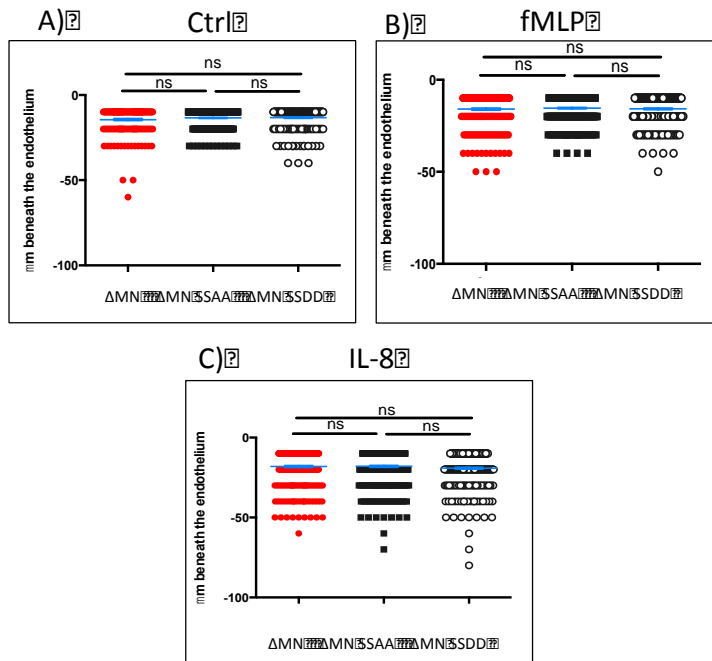 A) Ctrl
ns
ns ns
0
-50
-100
mm beneath the endothelium
ΔMN ΔMN SSAA ΔMN SSDD
B) fMLP
ns
ns ns
0
-50
-100
mm beneath the endothelium
ΔMN ΔMN SSAA ΔMN SSDD
C) IL-8
ns
ns ns
0
-50
-100
mm beneath the endothelium
ΔMN ΔMN SSAA ΔMN SSDD